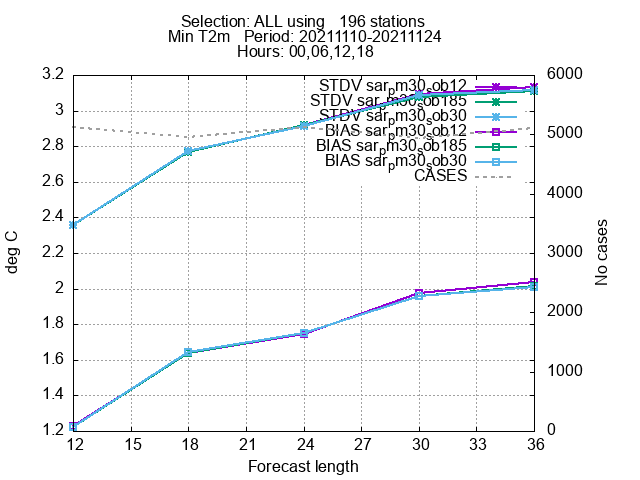 Selection: ALL using   196 stations
Min T2m   Period: 20211110-20211124
Hours: 00,06,12,18
STDV sar_pm30_sob12
STDV sar_pm30_sob185
STDV sar_pm30_sob30
BIAS sar_pm30_sob12
BIAS sar_pm30_sob185
BIAS sar_pm30_sob30
CASES
3.2
3
2.8
2.6
2.4
2.2
2
1.8
1.6
1.4
1.2
deg C
6000
5000
4000
3000
2000
1000
0
No cases
12 15 18 21 24 27 30 33 36
Forecast length